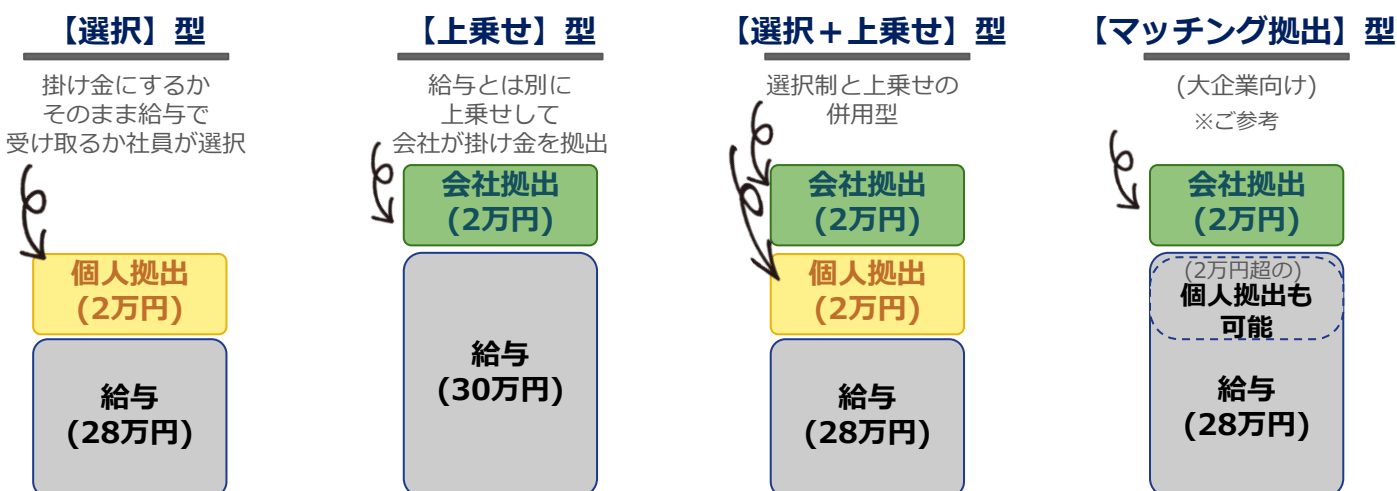 【選択】型
掛け金にするか
そのまま給与で
受け取るか社員が選択
個人拠出
(2万円)
給与
(28万円)
【上乗せ】型
給与とは別に
上乗せして
会社が掛け金を拠出
会社拠出
(2万円)
給与
(30万円)
【選択＋上乗せ】型
選択制と上乗せの
併用型
会社拠出
(2万円)
個人拠出
(2万円)
給与
(28万円)
【マッチング拠出】型
(大企業向け)
※ご参考
会社拠出
(2万円)
(2万円超の)
個人拠出も
可能
給与
(28万円)